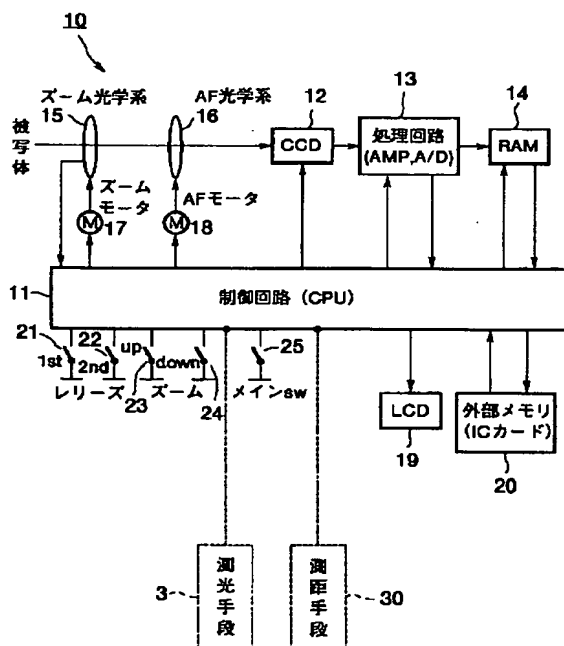 10
ズーム光学系
15
AF光学系
16
12
13
14
被写体
CCD
処理回路
(AMP,A/D)
RAM
ズーム
モータ
M
17
AFモータ
M
18
11
制御回路 (CPU)
21
1st
22
2nd
レリーズ
up
23
down
ズーム
24
25
メインsw
LCD
19
外部メモリ
(ICカード)
20
3
測光手段
測距手段
30